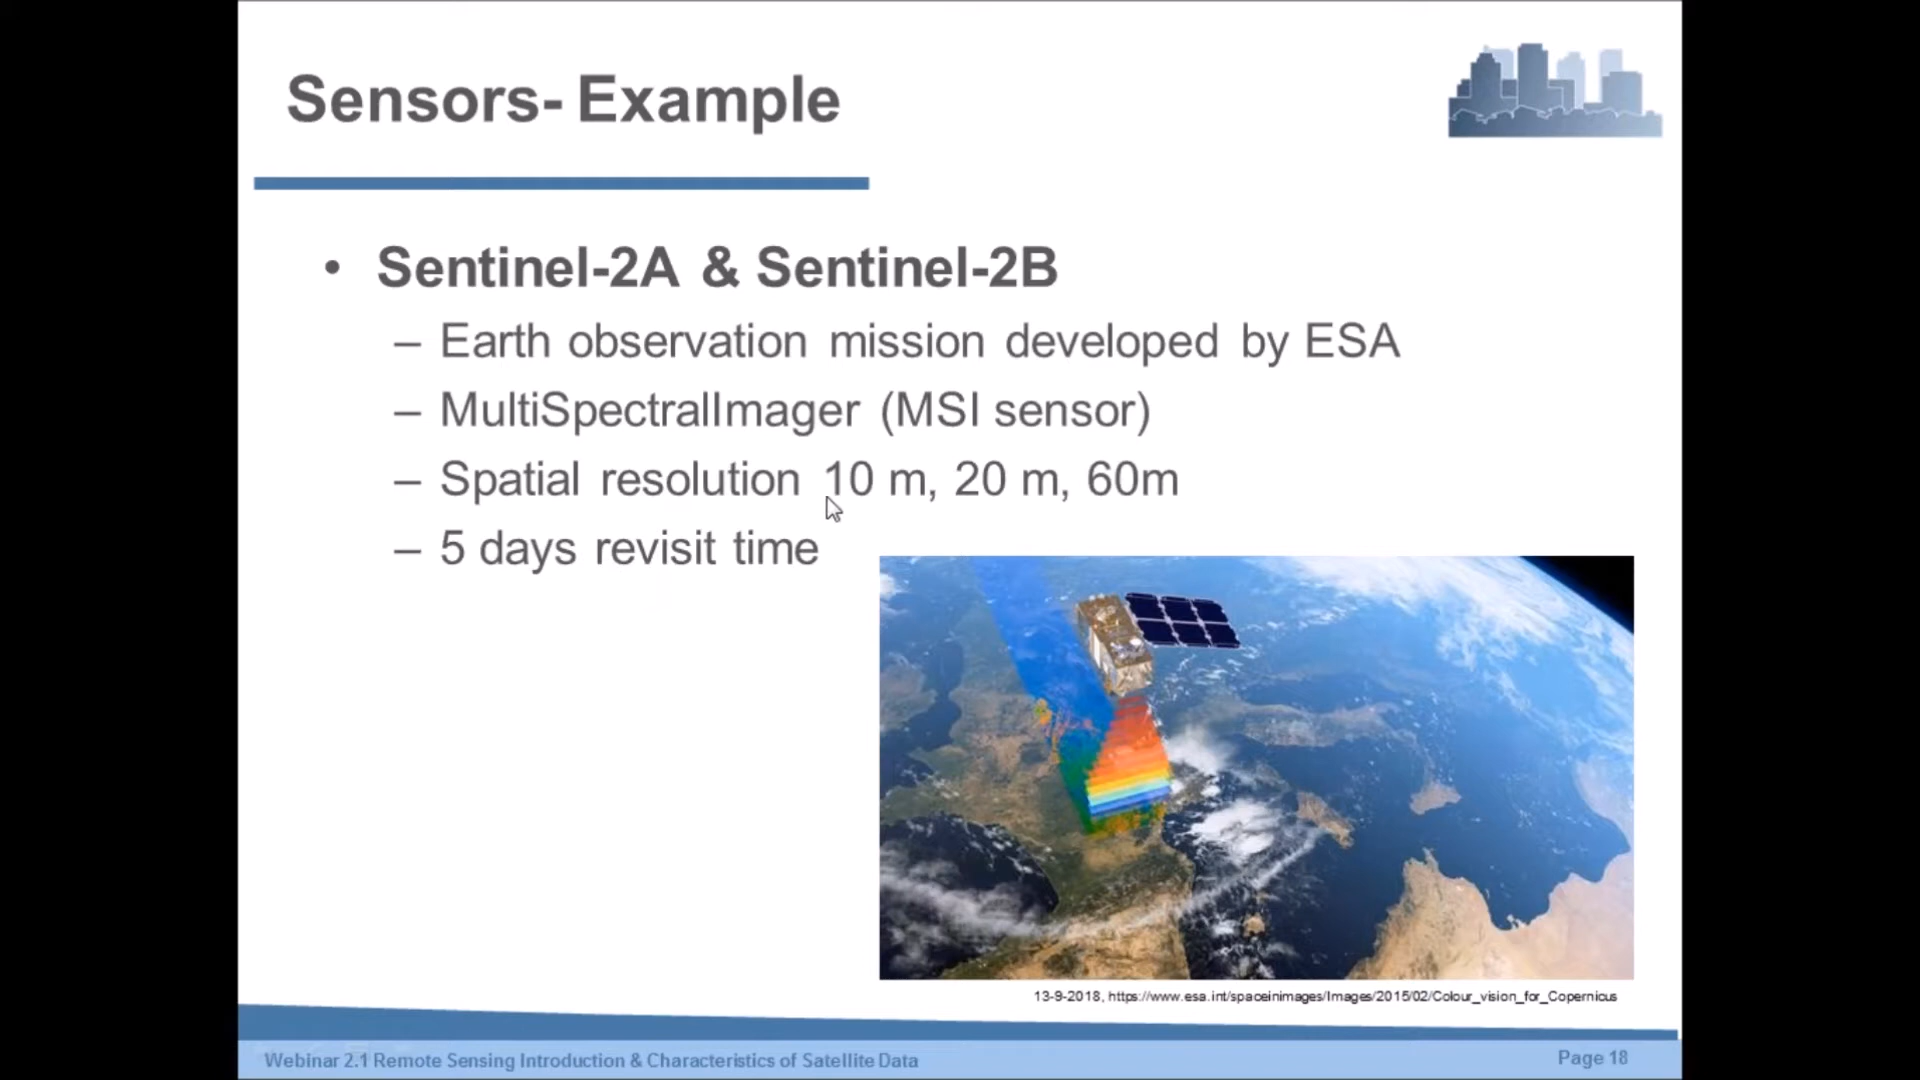 Sensors- Example
• Sentinel-2A & Sentinel-2B
– Earth observation mission developed by ESA
– MultiSpectralImager (MSI sensor)
– Spatial resolution 10 m, 20 m, 60m
– 5 days revisit time
13-9-2018, https://www.esa.int/spaceinimages/Images/2015/02/Colour_vision_for_Copernicus
Webinar 2.1 Remote Sensing Introduction & Characteristics of Satellite Data
Page 18